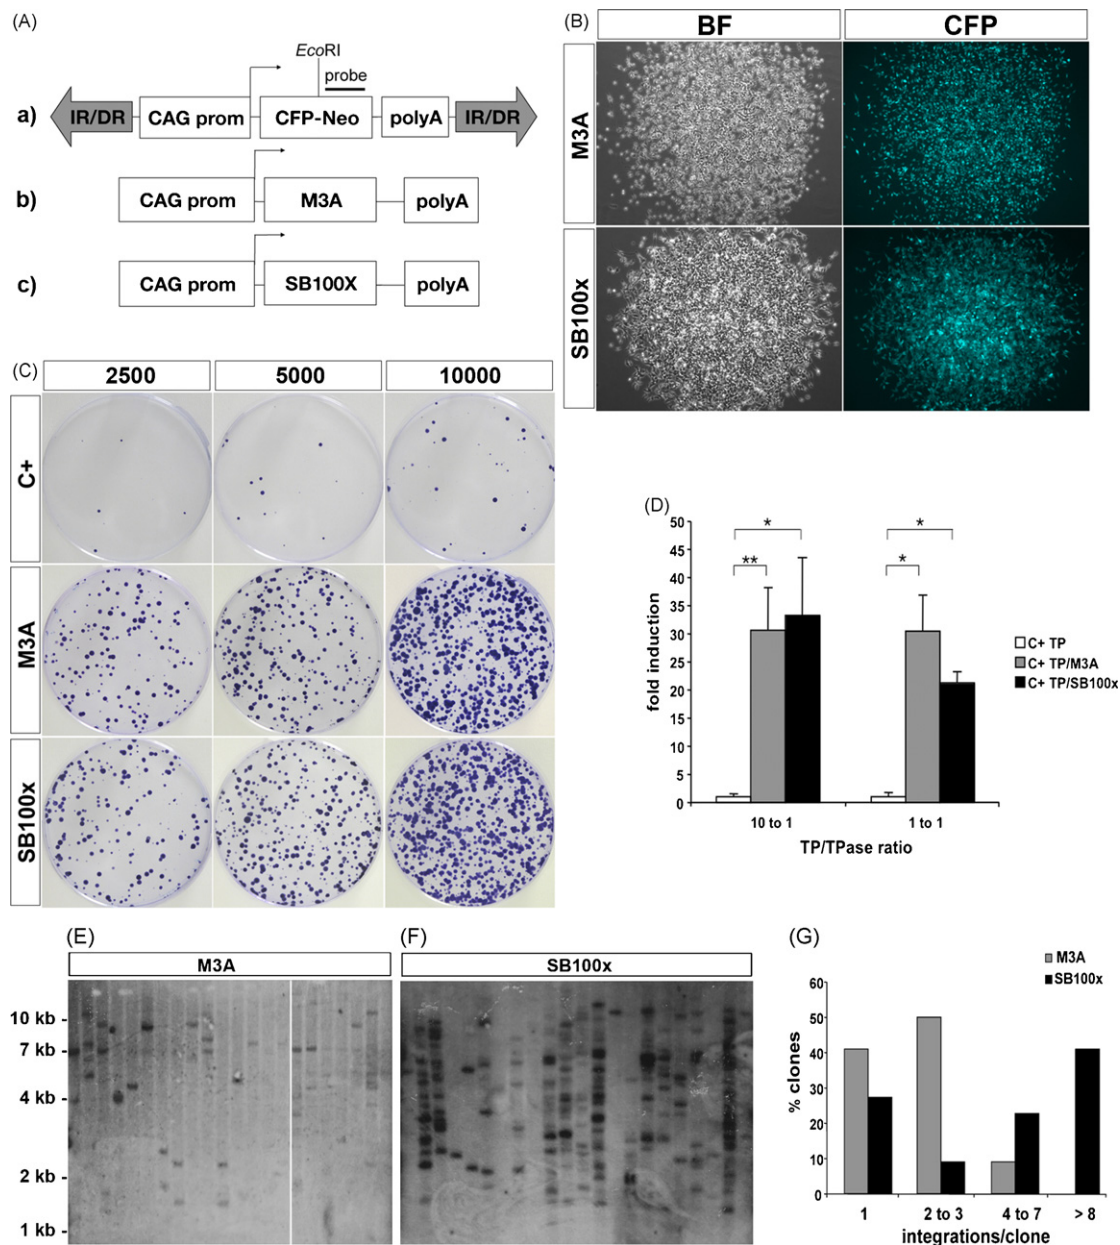 (A)
EcoRI
probe
a)
IR/DR
CAG prom
CFP-Neo
polyA
IR/DR
b)
CAG prom
M3A
polyA
c)
CAG prom
SB100X
polyA
(B)
BF
CFP
M3A
SB100x
(C)
2500
5000
10000
C+
M3A
SB100x
(D)
50
45
40
35
30
25
20
15
10
5
0
fold induction
*
**
*
*
10 to 1
1 to 1
TP/TPase ratio
C+ TP
C+ TP/M3A
C+ TP/SB100x
(E)
M3A
10 kb -
7 kb -
4 kb -
2 kb -
1 kb -
(F)
SB100x
(G)
M3A
SB100x
60
50
40
30
20
10
0
% clones
1
2 to 3
4 to 7
> 8
integrations/clone